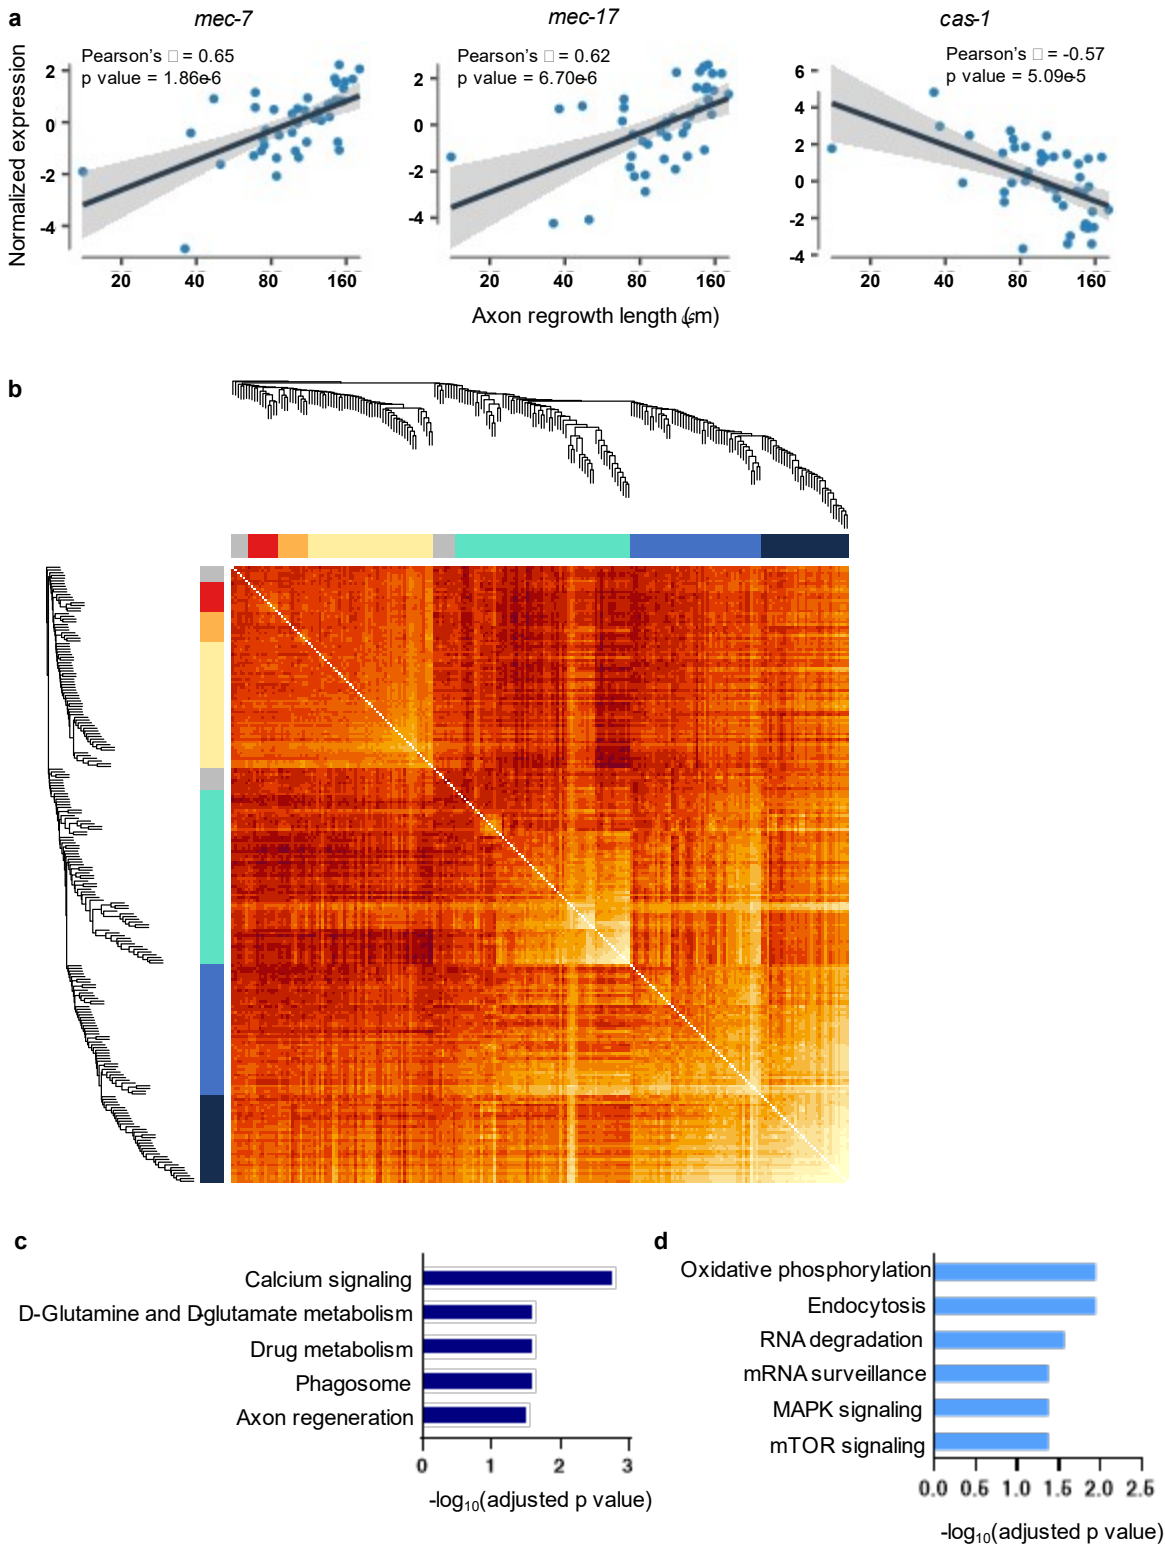 a
mec-7
mec-17
cas-1
Pearson's □ = 0.65
p value = 1.86e-6
Pearson's □ = 0.62
p value = 6.70e-6
Pearson's □ = -0.57
p value = 5.09e-5
Normalized expression
2
0
-2
-4
2
0
-2
-4
6
4
2
0
-2
-4
20 40 80 160
20 40 80 160
20 40 80 160
Axon regrowth length (m)
b
c
Calcium signaling
D-Glutamine and D-glutamate metabolism
Drug metabolism
Phagosome
Axon regeneration
0 1 2 3
-log10(adjusted p value)
d
Oxidative phosphorylation
Endocytosis
RNA degradation
mRNA surveillance
MAPK signaling
mTOR signaling
0.0 0.5 1.0 1.5 2.0 2.5
-log10(adjusted p value)